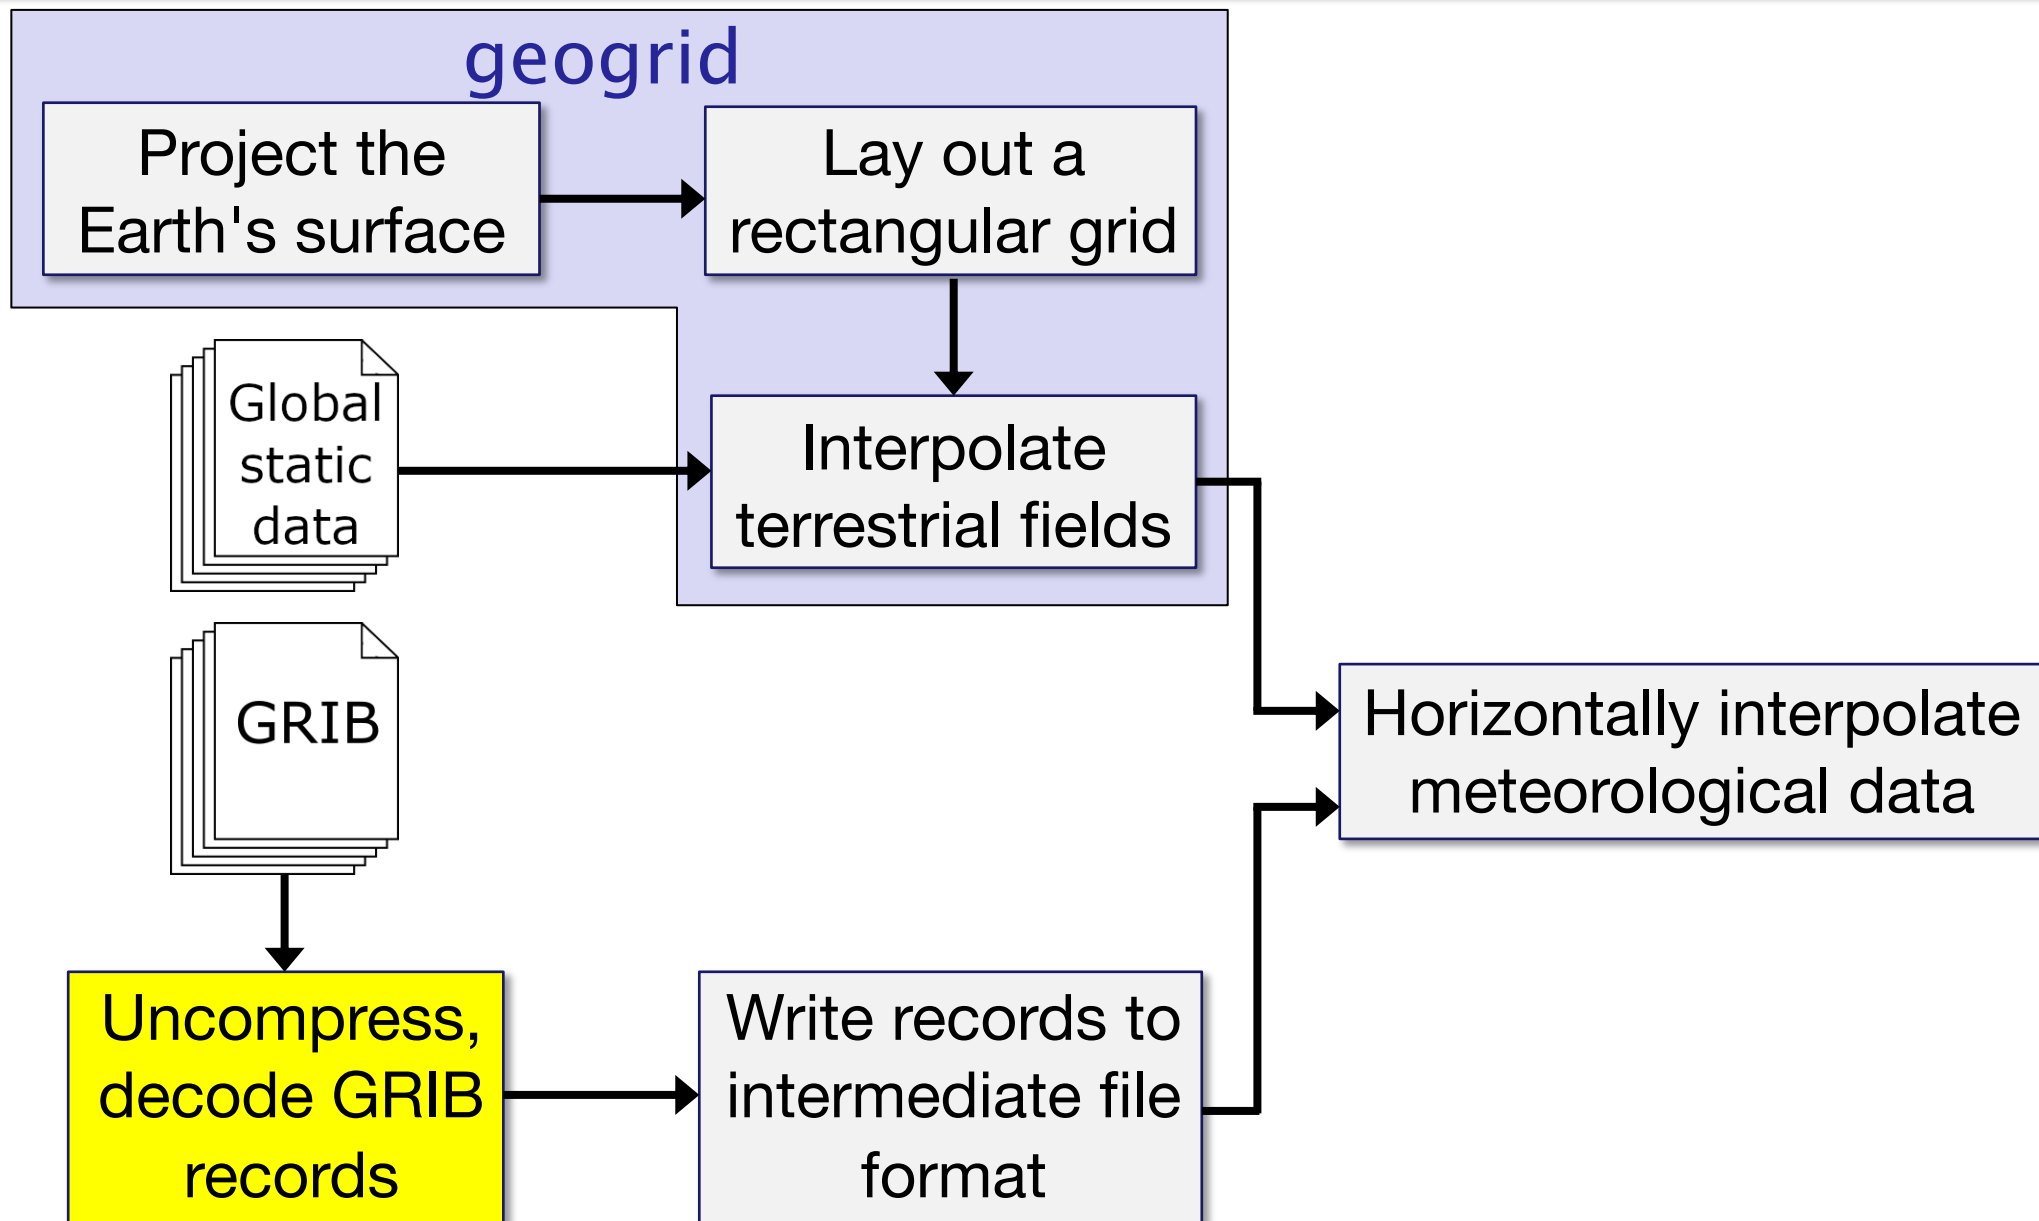 geogrid
Project the
Earth's surface
Lay out a
rectangular grid
Global
static
data
Interpolate
terrestrial fields
GRIB
Horizontally interpolate
meteorological data
Uncompress,
decode GRIB
records
Write records to
intermediate file
format